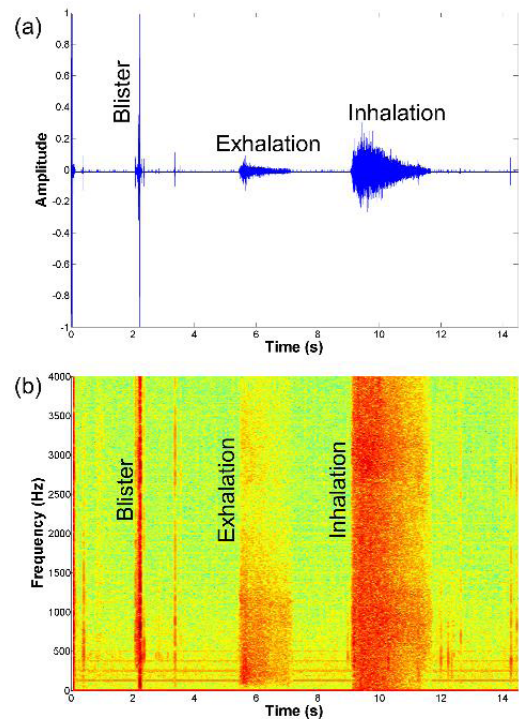 (a)
1
0.8
0.6
0.4
0.2
0
-0.2
-0.4
-0.6
-0.8
-1
Amplitude
Blister
Exhalation
Inhalation
0 2 4 6 8 10 12 14
Time (s)
(b)
4000
3500
3000
2500
2000
1500
1000
500
0
Frequency (Hz)
Blister
Exhalation
Inhalation
0 2 4 6 8 10 12 14
Time (s)